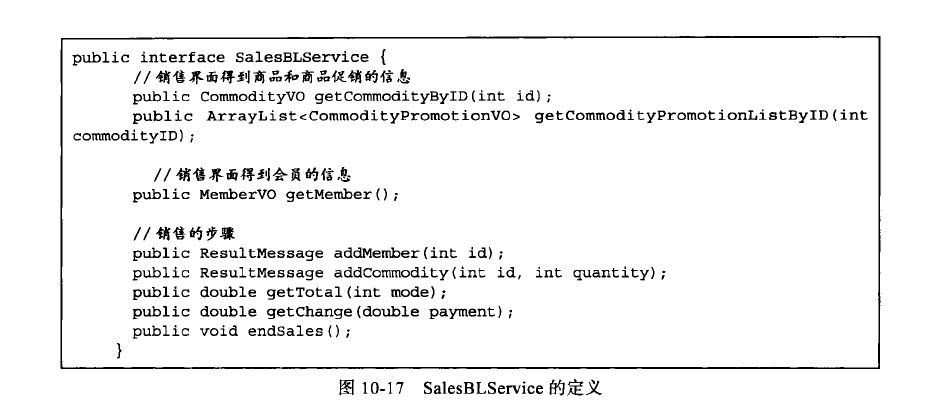 public interface SalesBLService {
//销售界面得到商品和商品促销的信息
public CommodityVO getCommodityByID(int id);
public ArrayList<CommodityPromotionVO> getCommodityPromotionListByID(int
commodityID);
//销售界面得到会员的信息
public MemberVO getMember();
//销售的步骤
public ResultMessage addMember(int id);
public ResultMessage addCommodity(int id, int quantity);
public double getTotal(int mode);
public double getChange(double payment);
public void endSales();
}
图 10-17 SalesBLService 的定义